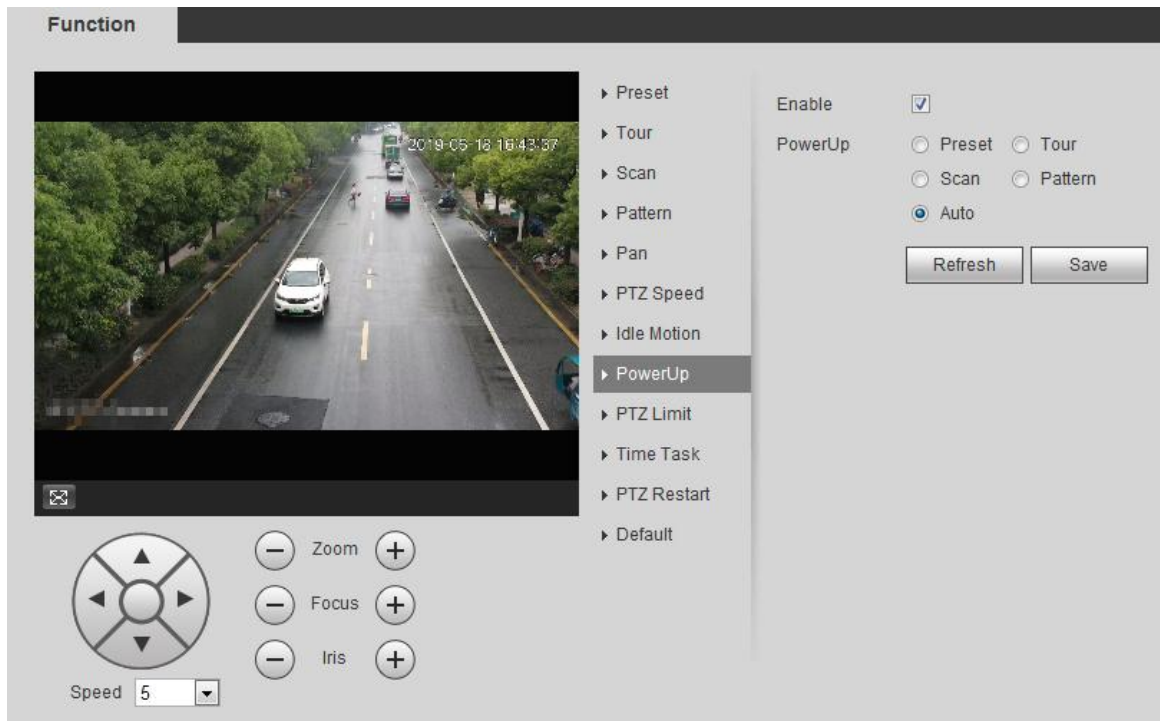 Function
2019-05-18 16:43:37
Preset
Tour
Scan
Pattern
Pan
PTZ Speed
Idle Motion
PowerUp
PTZ Limit
Time Task
PTZ Restart
Default
Enable
PowerUp
Preset Tour
Scan Pattern
Auto
Refresh Save
Zoom
Focus
Iris
Speed 5